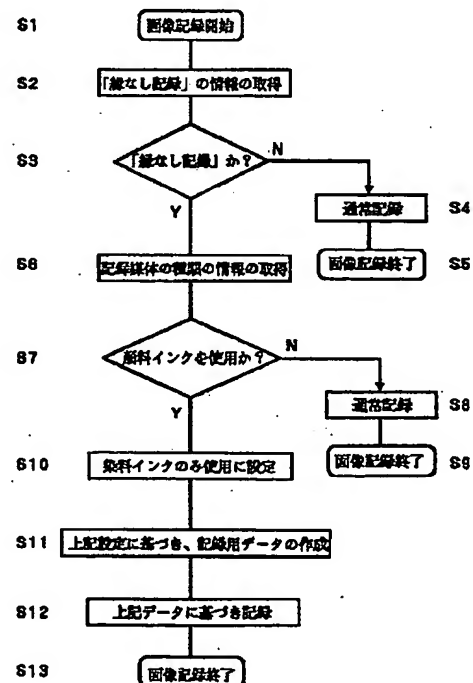 S1 画像記録開始
S2 「縁なし記録」の情報の取得
S3 「縁なし記録」か?
N
Y
通常記録 S4
画像記録終了 S5
S6 記録媒体の種類の情報の取得
S7 顔料インクを使用か?
N
Y
通常記録 S8
画像記録終了 S9
S10 染料インクのみ使用に設定
S11 上記設定に基づき、記録用データの作成
S12 上記データに基づき記録
S13 画像記録終了